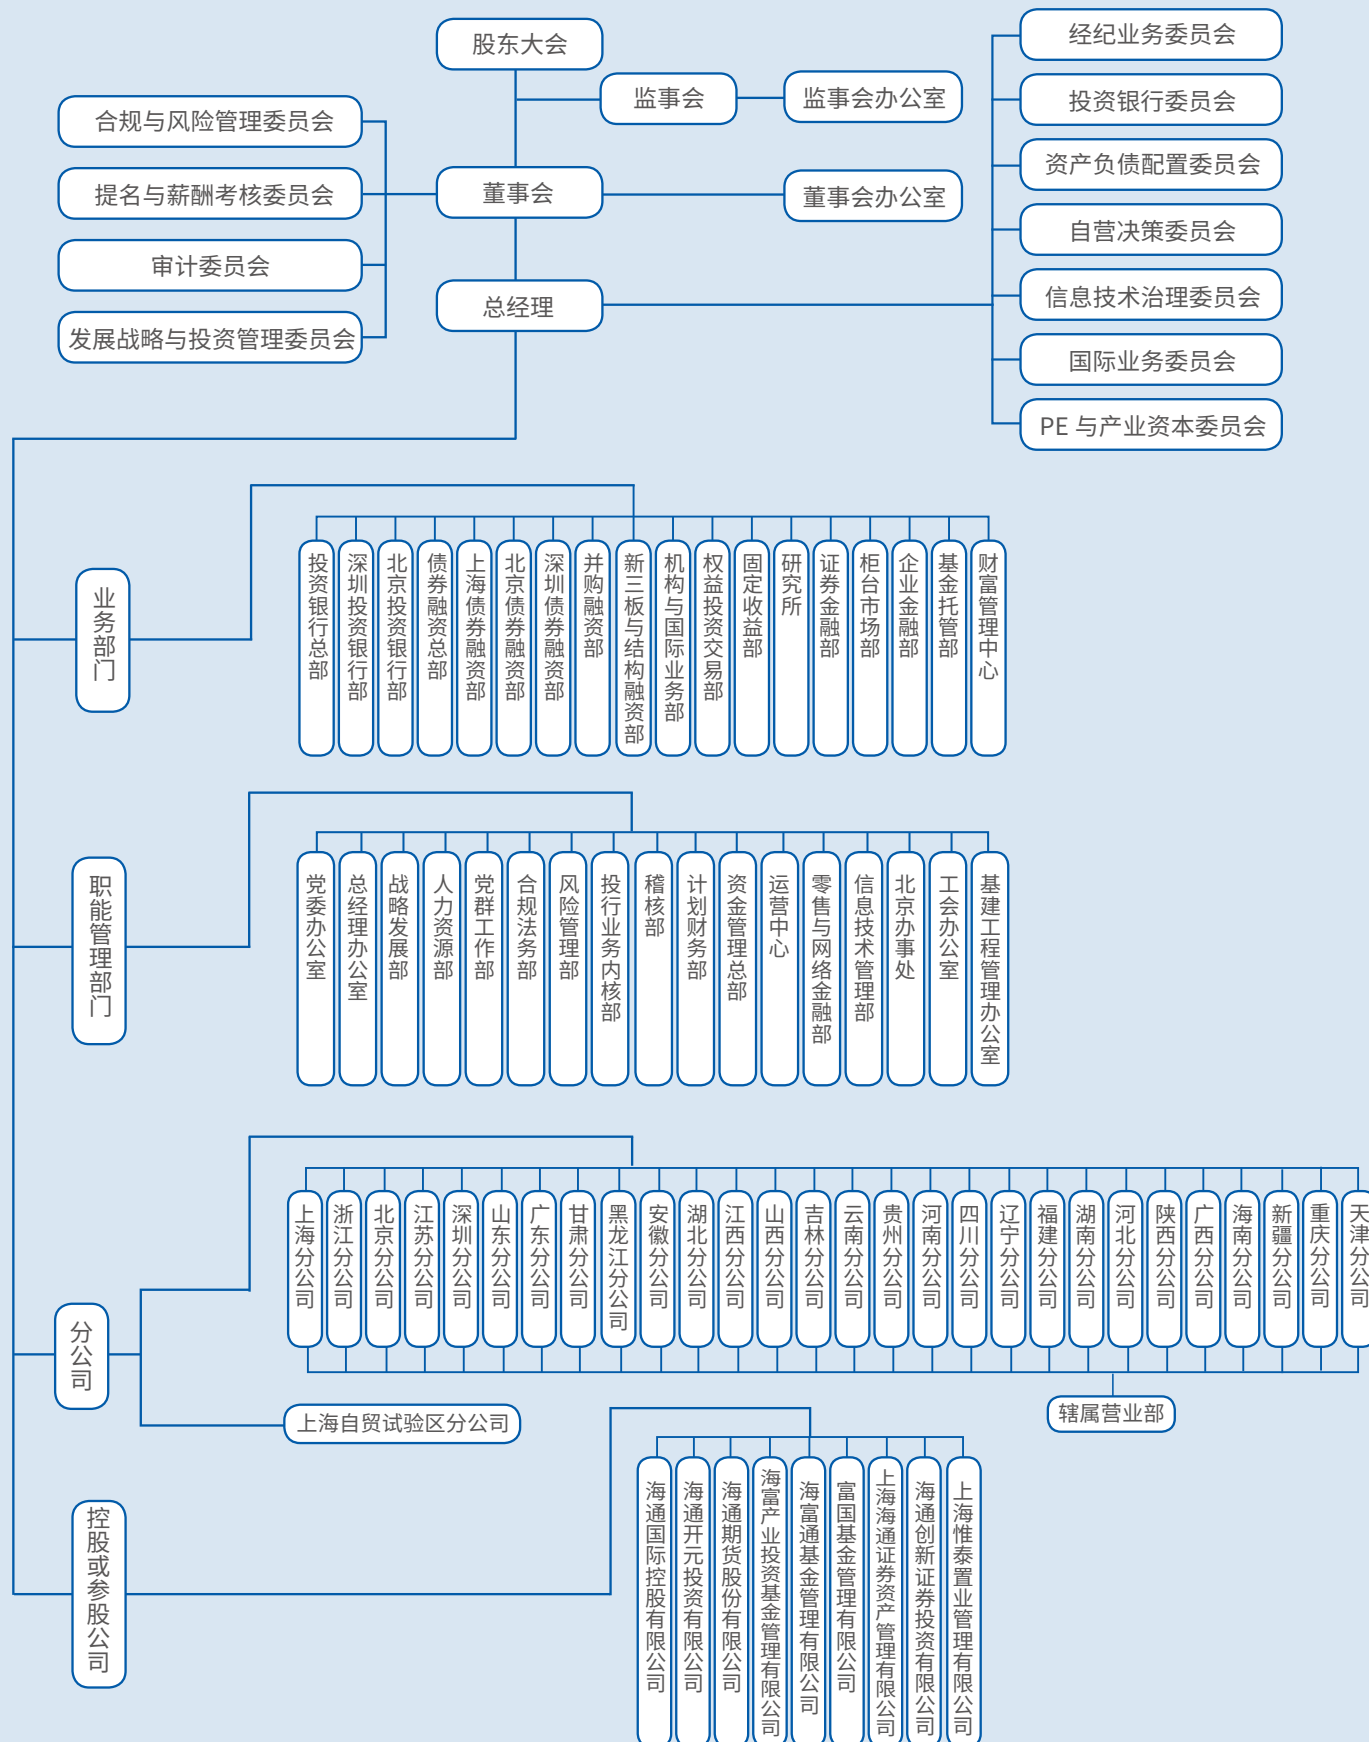 股东大会
监事会
监事会办公室
合规与风险管理委员会
提名与薪酬考核委员会
审计委员会
发展战略与投资管理委员会
董事会
董事会办公室
总经理
经纪业务委员会
投资银行委员会
资产负债配置委员会
自营决策委员会
信息技术治理委员会
国际业务委员会
PE 与产业资本委员会
业务部门
投资银行总部
深圳投资银行部
北京投资银行部
债券融资总部
上海债券融资部
北京债券融资部
深圳债券融资部
并购融资部
新三板与结构融资部
机构与国际业务部
权益投资交易部
固定收益部
研究所
证券金融部
柜台市场部
企业金融部
基金托管部
财富管理中心
职能管理部门
党委办公室
总经理办公室
战略发展部
人力资源部
党群工作部
合规法务部
风险管理部
投行业务内核部
稽核部
计划财务部
资金管理总部
运营中心
零售与网络金融部
信息技术管理部
北京办事处
工会办公室
基建工程管理办公室
分公司
上海分公司
浙江分公司
北京分公司
江苏分公司
深圳分公司
山东分公司
广东分公司
甘肃分公司
黑龙江分公司
安徽分公司
湖北分公司
江西分公司
山西分公司
吉林分公司
云南分公司
贵州分公司
河南分公司
四川分公司
辽宁分公司
福建分公司
湖南分公司
河北分公司
陕西分公司
广西分公司
海南分公司
新疆分公司
重庆分公司
天津分公司
上海自贸试验区分公司
辖属营业部
控股或参股公司
海通国际控股有限公司
海通开元投资有限公司
海通期货股份有限公司
海富产业投资基金管理有限公司
海富通基金管理有限公司
富国基金管理有限公司
上海海通证券资产管理有限公司
海通创新证券投资有限公司
上海惟泰置业管理有限公司